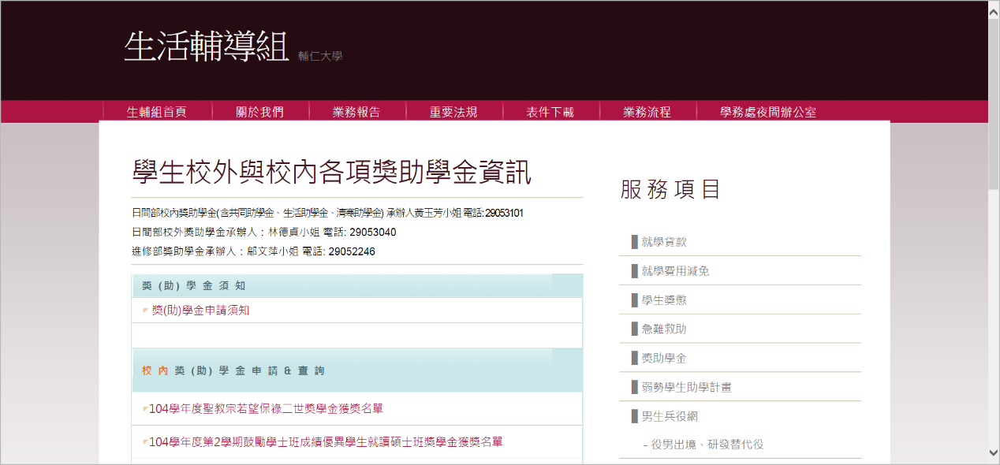 生活輔導組 輔仁大學
生輔組首頁 關於我們 業務報告 重要法規 表件下載 業務流程 學務處夜間辦公室
學生校外與校內各項獎助學金資訊
日間部校內獎助學金(含共同助學金、生活助學金、清寒助學金) 承辦人黃玉芳小姐 電話: 29053101
日間部校外獎助學金承辦人：林德貞小姐 電話: 29053040
進修部獎助學金承辦人：鄔文萍小姐 電話: 29052246
獎 (助) 學 金 須 知
獎(助)學金申請須知
校 內 獎 (助) 學 金 申 請 & 查 詢
104學年度聖教宗若望保祿二世獎學金獲獎名單
104學年度第2學期鼓勵學士班成績優異學生就讀碩士班獎學金獲獎名單
服務項目
就學貸款
就學費用減免
學生獎懲
急難救助
獎助學金
弱勢學生助學計畫
男生兵役網
- 役男出境、研發替代役